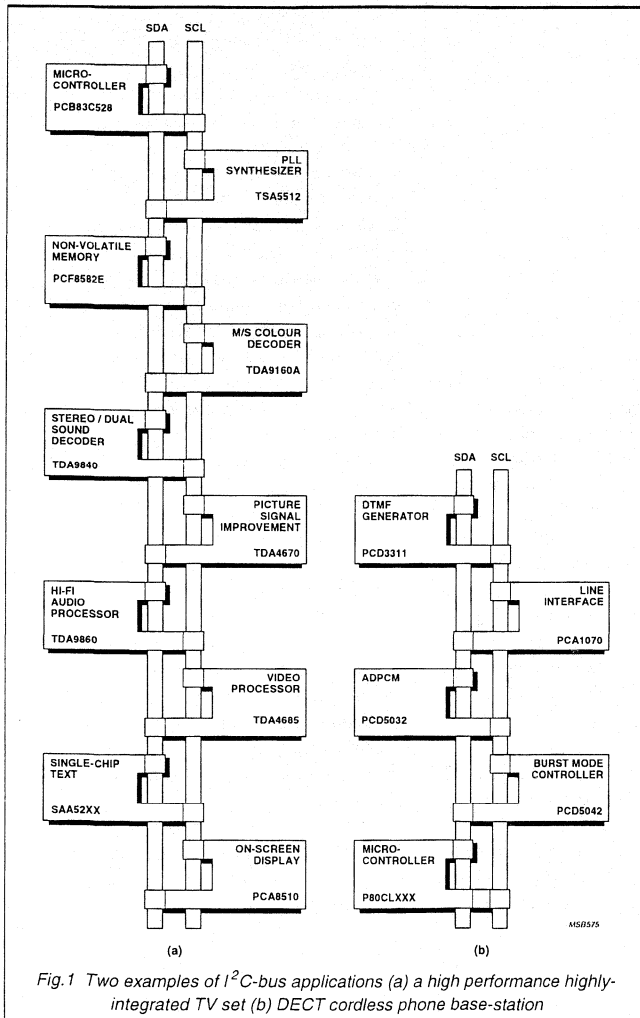 SDA SCL
MICRO-
CONTROLLER
PCB83C528
PLL
SYNTHESIZER
TSA5512
NON-VOLATILE
MEMORY
PCF8582E
M/S COLOUR
DECODER
TDA9160A
STEREO / DUAL
SOUND
DECODER
TDA9840
PICTURE
SIGNAL
IMPROVEMENT
TDA4670
HI-FI
AUDIO
PROCESSOR
TDA9860
VIDEO
PROCESSOR
TDA4685
SINGLE-CHIP
TEXT
SAA52XX
ON-SCREEN
DISPLAY
PCA8510
(a)
SDA SCL
DTMF
GENERATOR
PCD3311
LINE
INTERFACE
PCA1070
ADPCM
PCD5032
BURST MODE
CONTROLLER
PCD5042
MICRO-
CONTROLLER
P80CLXXX
MSB575
(b)
Fig.1 Two examples of I²C-bus applications (a) a high performance highly-
integrated TV set (b) DECT cordless phone base-station